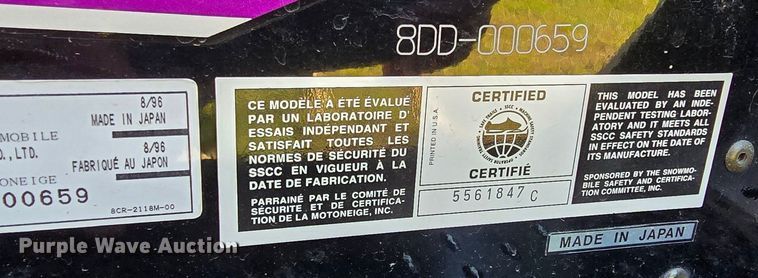 8DD-000659
8/96
MADE IN JAPAN
MOBILE
O.,LTD.
8/96
FABRIQUÉ AU JAPON
ONEIGE
00659
8CR-2118M-00
CE MODÈLE A ÉTÉ ÉVALUÉ
PAR UN LABORATOIRE D'
ESSAIS INDÉPENDANT ET
SATISFAIT TOUTES LES
NORMES DE SÉCURITÉ DU
SSCC EN VIGUEUR À LA
DATE DE FABRICATION.
PARRAINÉ PAR LE COMITÉ DE
SÉCURITÉ ET DE CERTIFICA-
TION DE LA MOTONEIGE, INC.
PRINTED IN U.S.A.
CERTIFIED
SSCC
CERTIFIÉ
5561847 C
THIS MODEL HAS BEEN
EVALUATED BY AN INDE-
PENDENT TESTING LABOR-
ATORY AND IT MEETS ALL
SSCC SAFETY STANDARDS
IN EFFECT ON THE DATE OF
ITS MANUFACTURE.
SPONSORED BY THE SNOWMO-
BILE SAFETY AND CERTIFICA-
TION COMMITTEE, INC.
MADE IN JAPAN
Purple Wave Auction